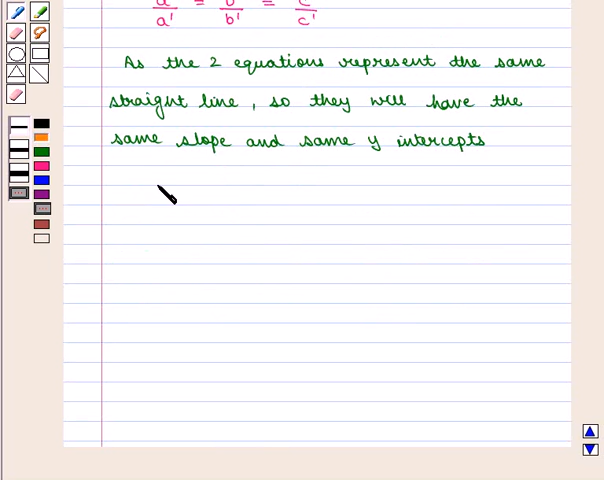 a/a' = b/b' = c/c'
As the 2 equations represent the same
straight line, so they will have the
same slope and same y intercepts